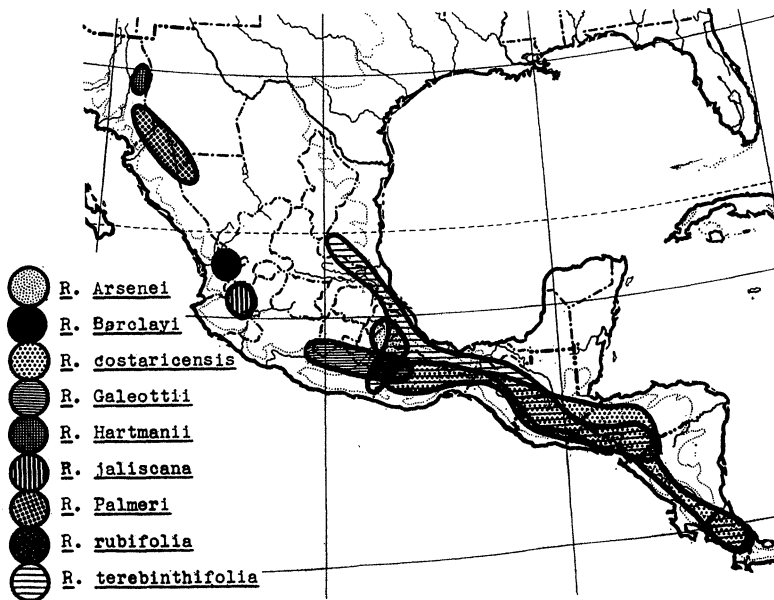 R. Arsenei
R. Barclayi
R. costaricensis
R. Galeottii
R. Hartmanii
R. jaliscana
R. Palmeri
R. rubifolia
R. terebinthifolia